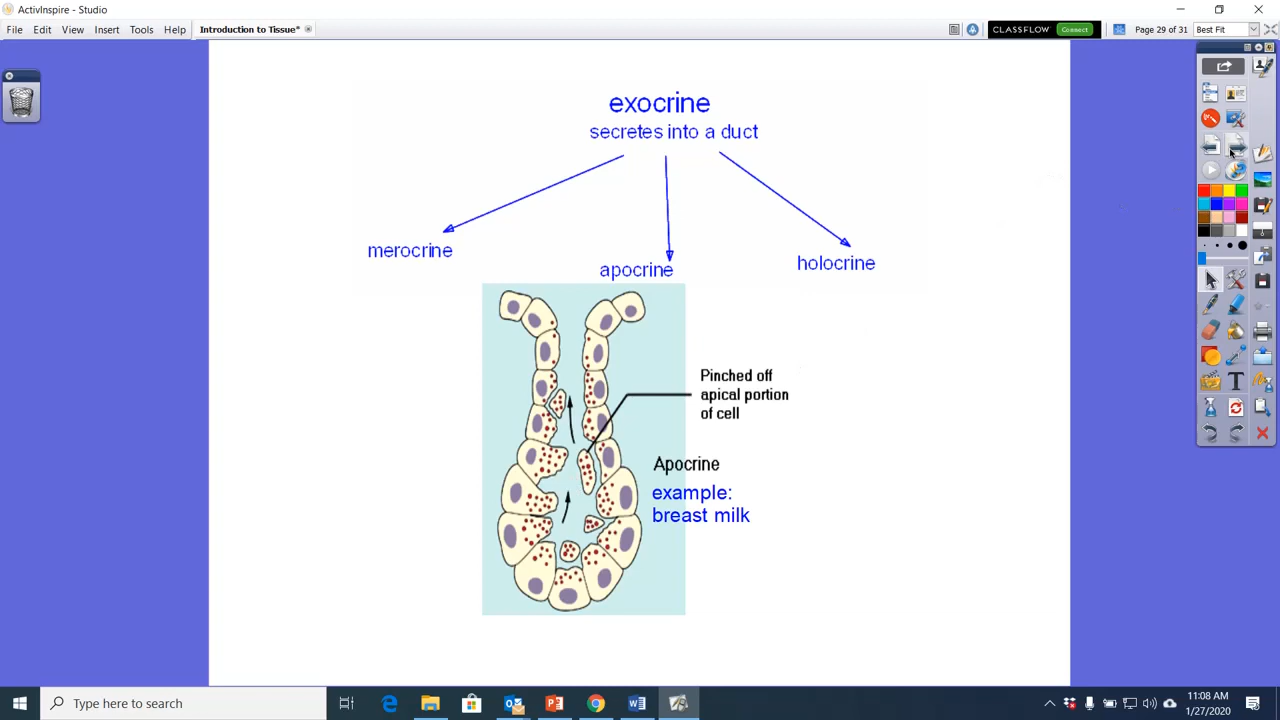 ActivInspire - Studio
File Edit View Insert Tools Help
Introduction to Tissue*
CLASSFLOW Connect
Page 29 of 31
Best Fit
exocrine
secretes into a duct
merocrine
apocrine
holocrine
Pinched off
apical portion
of cell
Apocrine
example:
breast milk
Type here to search
11:08 AM
1/27/2020